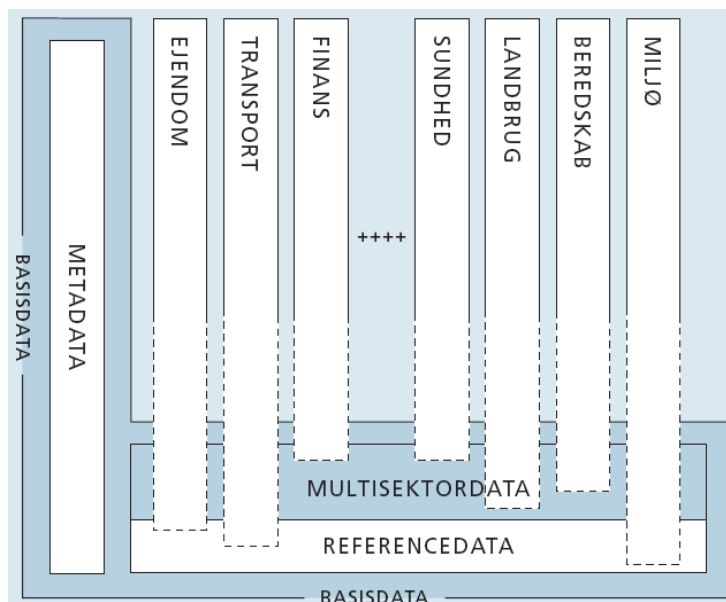 BASISDATA
METADATA
EJENDOM
TRANSPORT
FINANS
++++
SUNDHED
LANDBRUG
BEREDSKAB
MILJØ
MULTISEKTORDATA
REFERENCEDATA
BASISDATA